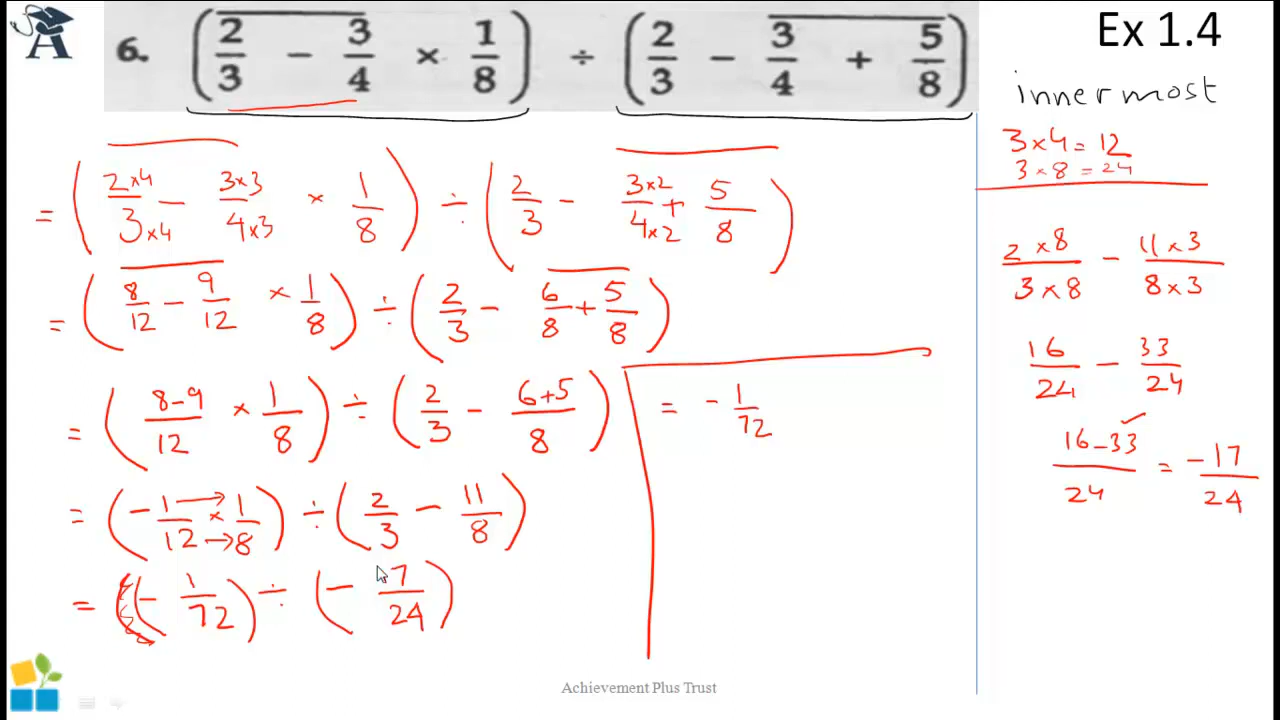 6. ( 2/3 − 3/4 × 1/8 ) ÷ ( 2/3 − 3/4 + 5/8 )
= ( 2×4/3×4 − 3×3/4×3 × 1/8 ) ÷ ( 2/3 − 3×2/4×2 + 5/8 )
= ( 8/12 − 9/12 × 1/8 ) ÷ ( 2/3 − 6/8 + 5/8 )
= ( 8−9/12 × 1/8 ) ÷ ( 2/3 − 6+5/8 )
= ( − 1/12 × 1/8 ) ÷ ( 2/3 − 11/8 )
= ( − 1/72 ) ÷ ( − 7/24 )
= − 1/72
Ex 1.4
innermost
3×4=12
3×8=24
2×8/3×8 − 11×3/8×3
16/24 − 33/24
16−33/24 = −17/24
Achievement Plus Trust